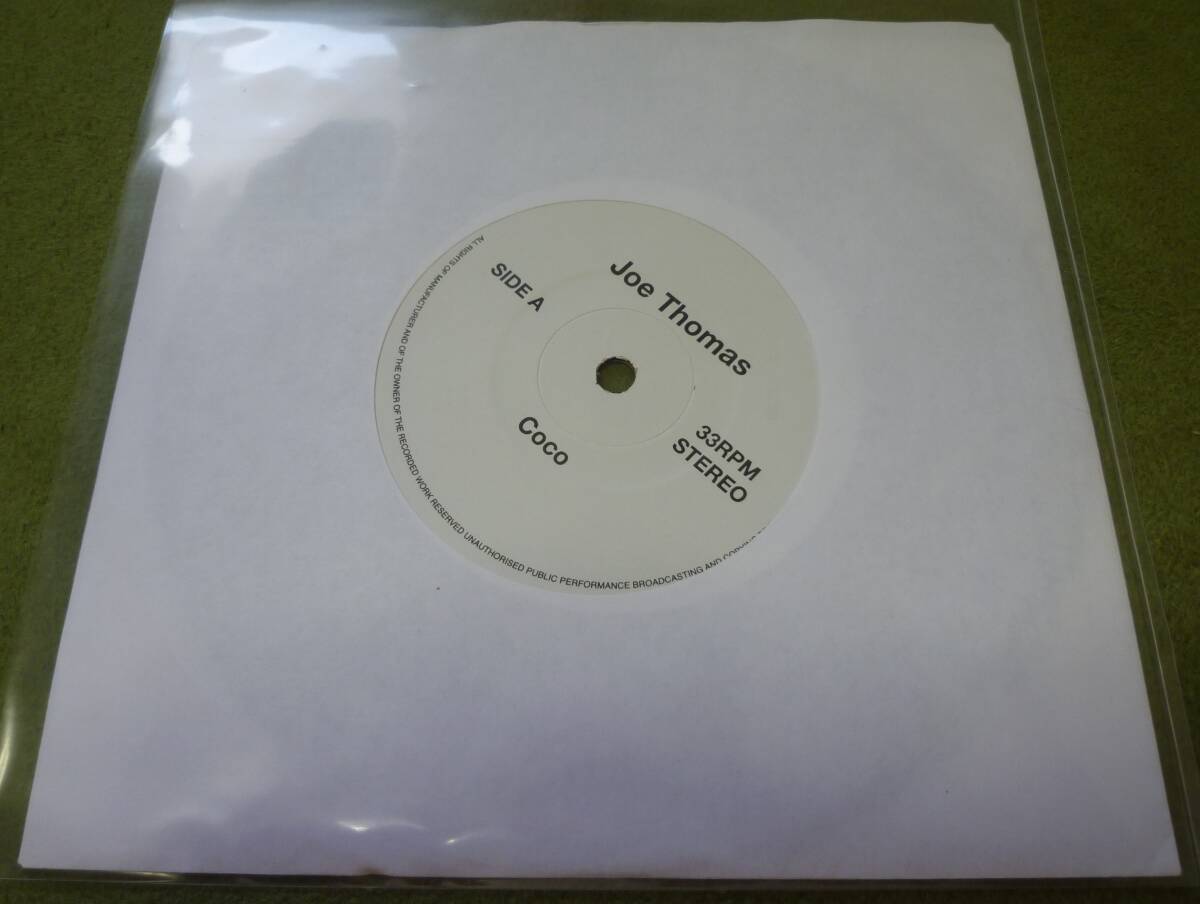 Joe Thomas
SIDE A
33RPM
STEREO
Coco
ALL RIGHTS OF MANUFACTURER AND OF THE OWNER OF THE RECORDED WORK RESERVED UNAUTHORISED PUBLIC PERFORMANCE BROADCASTING AND